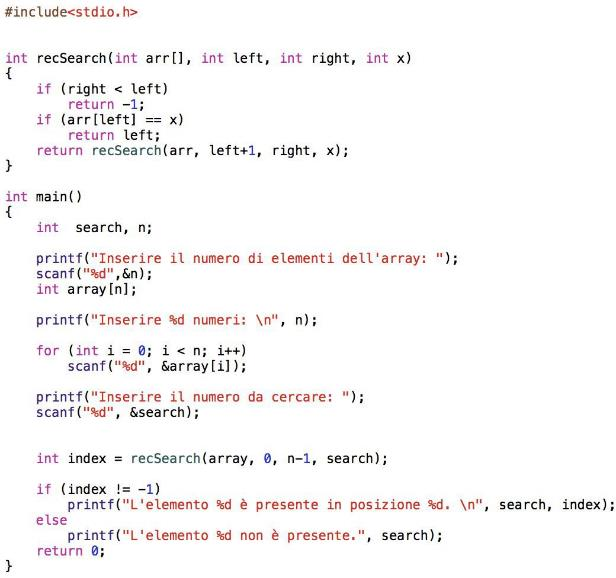 #include<stdio.h>
int recSearch(int arr[], int left, int right, int x)
{
    if (right < left)
        return -1;
    if (arr[left] == x)
        return left;
    return recSearch(arr, left+1, right, x);
}
int main()
{
    int  search, n;
    printf("Inserire il numero di elementi dell'array: ");
    scanf("%d",&n);
    int array[n];
    printf("Inserire %d numeri: \n", n);
    for (int i = 0; i < n; i++)
        scanf("%d", &array[i]);
    printf("Inserire il numero da cercare: ");
    scanf("%d", &search);
    int index = recSearch(array, 0, n-1, search);
    if (index != -1)
        printf("L'elemento %d è presente in posizione %d. \n", search, index);
    else
        printf("L'elemento %d non è presente.", search);
    return 0;
}